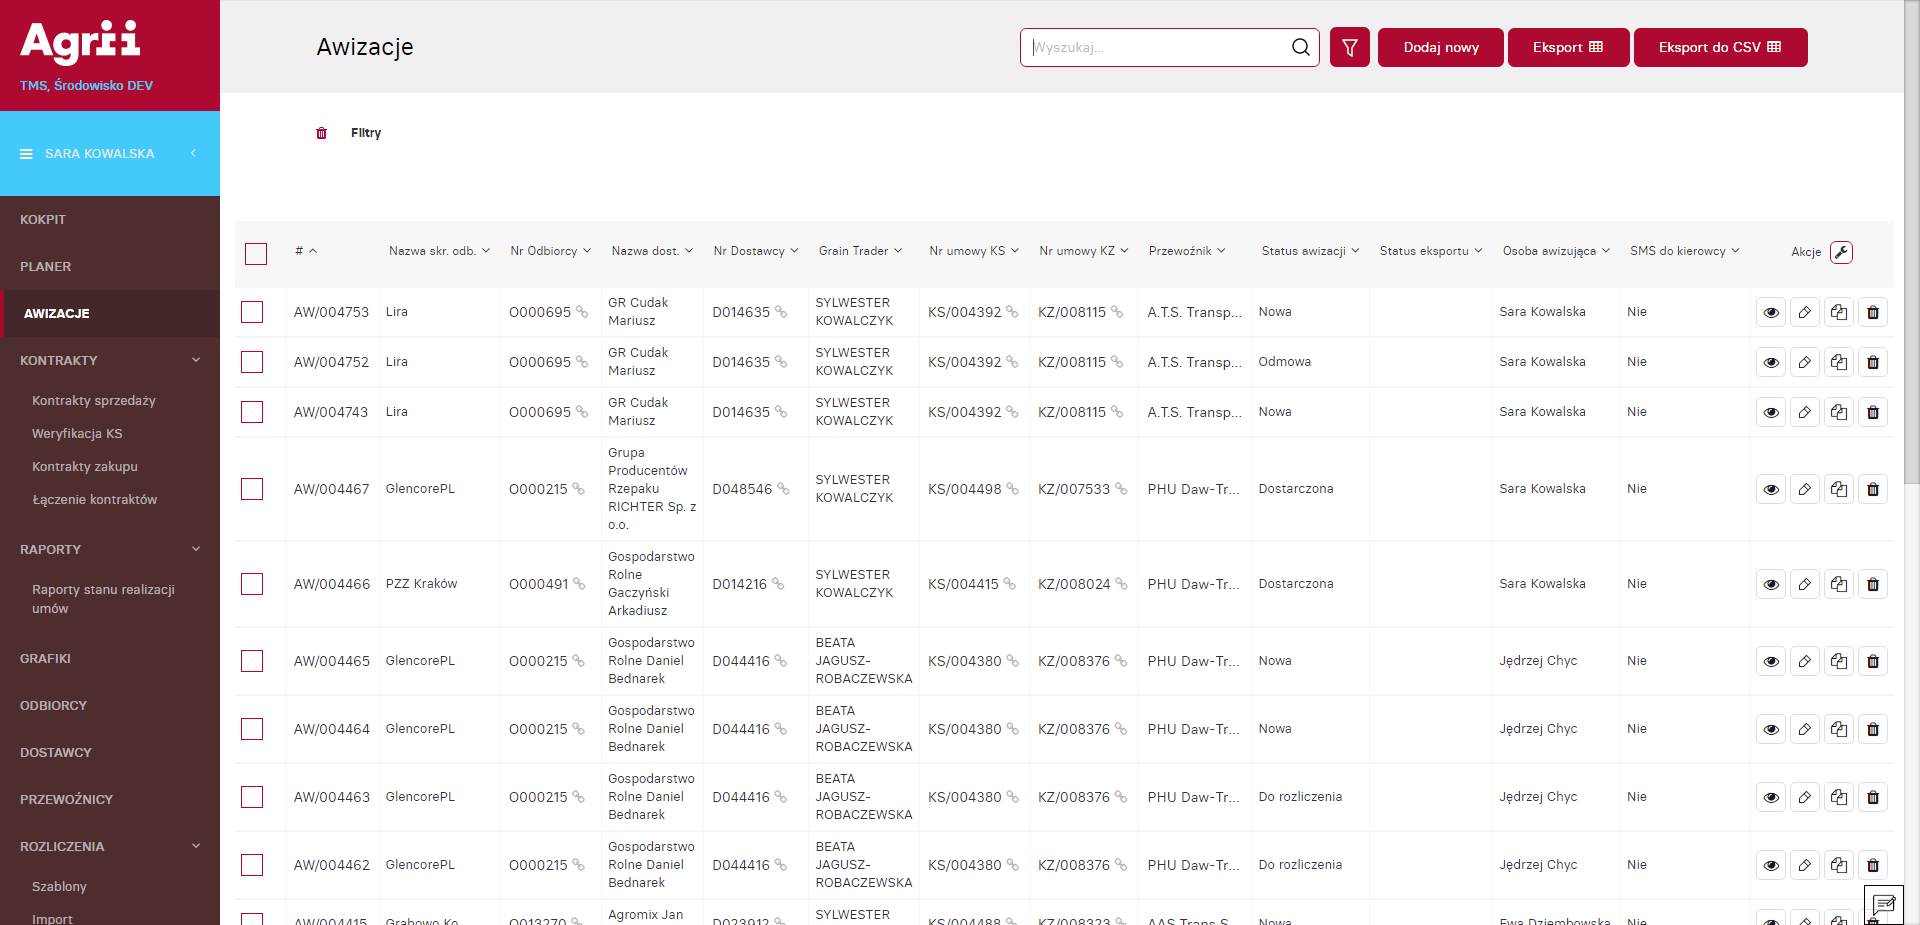 Agrii
TMS, Środowisko DEV
SARA KOWALSKA
KOKPIT
PLANER
AWIZACJE
KONTRAKTY
Kontrakty sprzedaży
Weryfikacja KS
Kontrakty zakupu
Łączenie kontraktów
RAPORTY
Raporty stanu realizacji
umów
GRAFIKI
ODBIORCY
DOSTAWCY
PRZEWOŹNICY
ROZLICZENIA
Szablony
Import
Awizacje
Wyszukaj...
Dodaj nowy
Eksport
Eksport do CSV
Filtry
# Nazwa skr. odb. Nr Odbiorcy Nazwa dost. Nr Dostawcy Grain Trader Nr umowy KS Nr umowy KZ Przewoźnik Status awizacji Status eksportu Osoba awizująca SMS do kierowcy Akcje
AW/004753 Lira O000695 GR Cudak Mariusz D014635 SYLWESTER KOWALCZYK KS/004392 KZ/008115 A.T.S. Transp... Nowa Sara Kowalska Nie
AW/004752 Lira O000695 GR Cudak Mariusz D014635 SYLWESTER KOWALCZYK KS/004392 KZ/008115 A.T.S. Transp... Odmowa Sara Kowalska Nie
AW/004743 Lira O000695 GR Cudak Mariusz D014635 SYLWESTER KOWALCZYK KS/004392 KZ/008115 A.T.S. Transp... Nowa Sara Kowalska Nie
AW/004467 GlencorePL O000215 Grupa Producentów Rzepaku RICHTER Sp. z o.o. D048546 SYLWESTER KOWALCZYK KS/004498 KZ/007533 PHU Daw-Tr... Dostarczona Sara Kowalska Nie
AW/004466 PZZ Kraków O000491 Gospodarstwo Rolne Gaczyński Arkadiusz D014216 SYLWESTER KOWALCZYK KS/004415 KZ/008024 PHU Daw-Tr... Dostarczona Sara Kowalska Nie
AW/004465 GlencorePL O000215 Gospodarstwo Rolne Daniel Bednarek D044416 BEATA JAGUSZ-ROBACZEWSKA KS/004380 KZ/008376 PHU Daw-Tr... Nowa Jędrzej Chyc Nie
AW/004464 GlencorePL O000215 Gospodarstwo Rolne Daniel Bednarek D044416 BEATA JAGUSZ-ROBACZEWSKA KS/004380 KZ/008376 PHU Daw-Tr... Nowa Jędrzej Chyc Nie
AW/004463 GlencorePL O000215 Gospodarstwo Rolne Daniel Bednarek D044416 BEATA JAGUSZ-ROBACZEWSKA KS/004380 KZ/008376 PHU Daw-Tr... Do rozliczenia Jędrzej Chyc Nie
AW/004462 GlencorePL O000215 Gospodarstwo Rolne Daniel Bednarek D044416 BEATA JAGUSZ-ROBACZEWSKA KS/004380 KZ/008376 PHU Daw-Tr... Do rozliczenia Jędrzej Chyc Nie
AW/004415 Grabowo Ko... O013270 Agromix Jan D023912 SYLWESTER KS/004488 KZ/008323 AAS Trans S... Nowa Ewa Dziembowska Nie